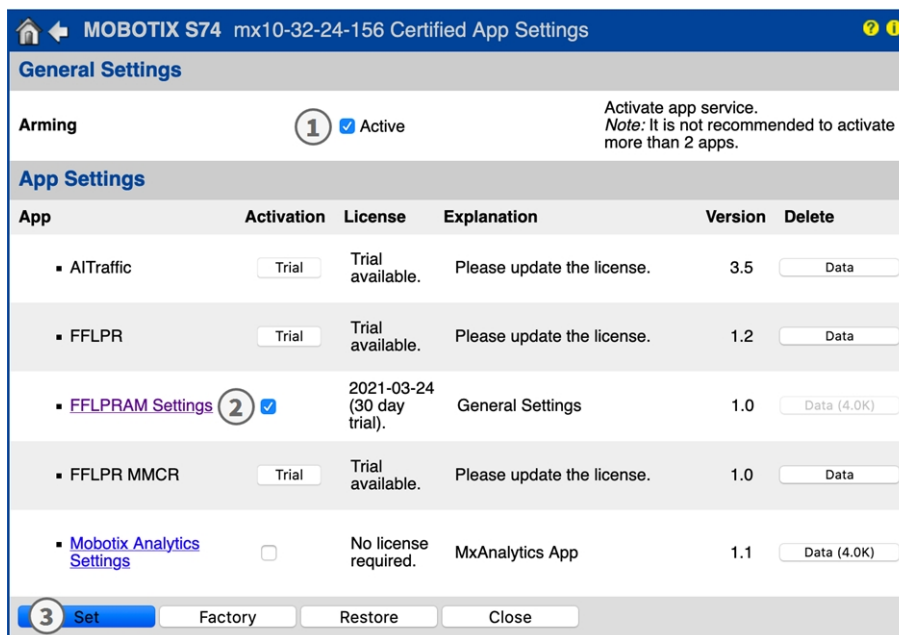 MOBOTIX S74 mx10-32-24-156 Certified App Settings ? i
General Settings
Arming 1 Active Activate app service.
Note: It is not recommended to activate
more than 2 apps.
App Settings
App Activation License Explanation Version Delete
AITraffic Trial Trial available. Please update the license. 3.5 Data
FFLPR Trial Trial available. Please update the license. 1.2 Data
FFLPRAM Settings 2 2021-03-24 (30 day trial). General Settings 1.0 Data (4.0K)
FFLPR MMCR Trial Trial available. Please update the license. 1.0 Data
Mobotix Analytics Settings No license required. MxAnalytics App 1.1 Data (4.0K)
3 Set Factory Restore Close